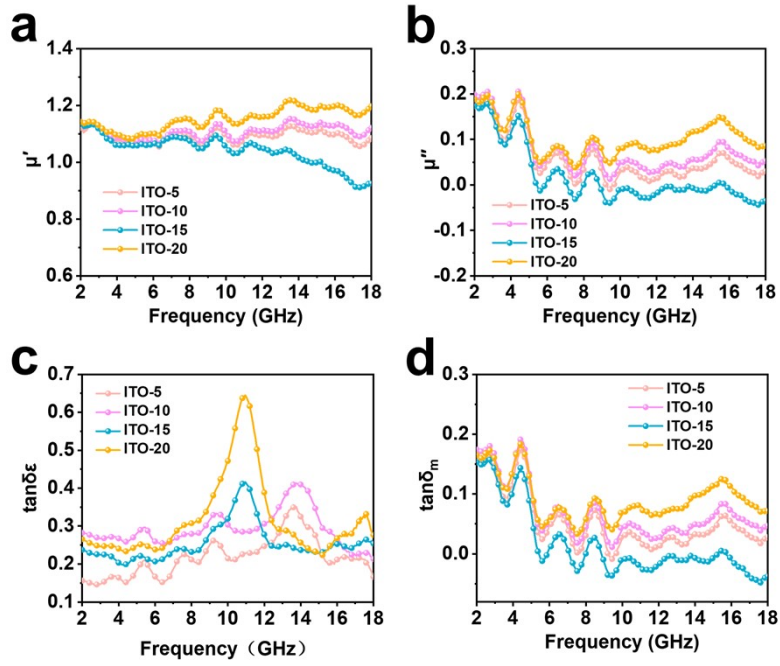 a
1.4
1.2
1.0
0.8
0.6
μ′
ITO-5
ITO-10
ITO-15
ITO-20
2 4 6 8 10 12 14 16 18
Frequency (GHz)
b
0.3
0.2
0.1
0.0
-0.1
-0.2
μ″
ITO-5
ITO-10
ITO-15
ITO-20
2 4 6 8 10 12 14 16 18
Frequency (GHz)
c
0.7
0.6
0.5
0.4
0.3
0.2
0.1
tanδε
ITO-5
ITO-10
ITO-15
ITO-20
2 4 6 8 10 12 14 16 18
Frequency（GHz）
d
0.3
0.2
0.1
0.0
tanδm
ITO-5
ITO-10
ITO-15
ITO-20
2 4 6 8 10 12 14 16 18
Frequency (GHz)